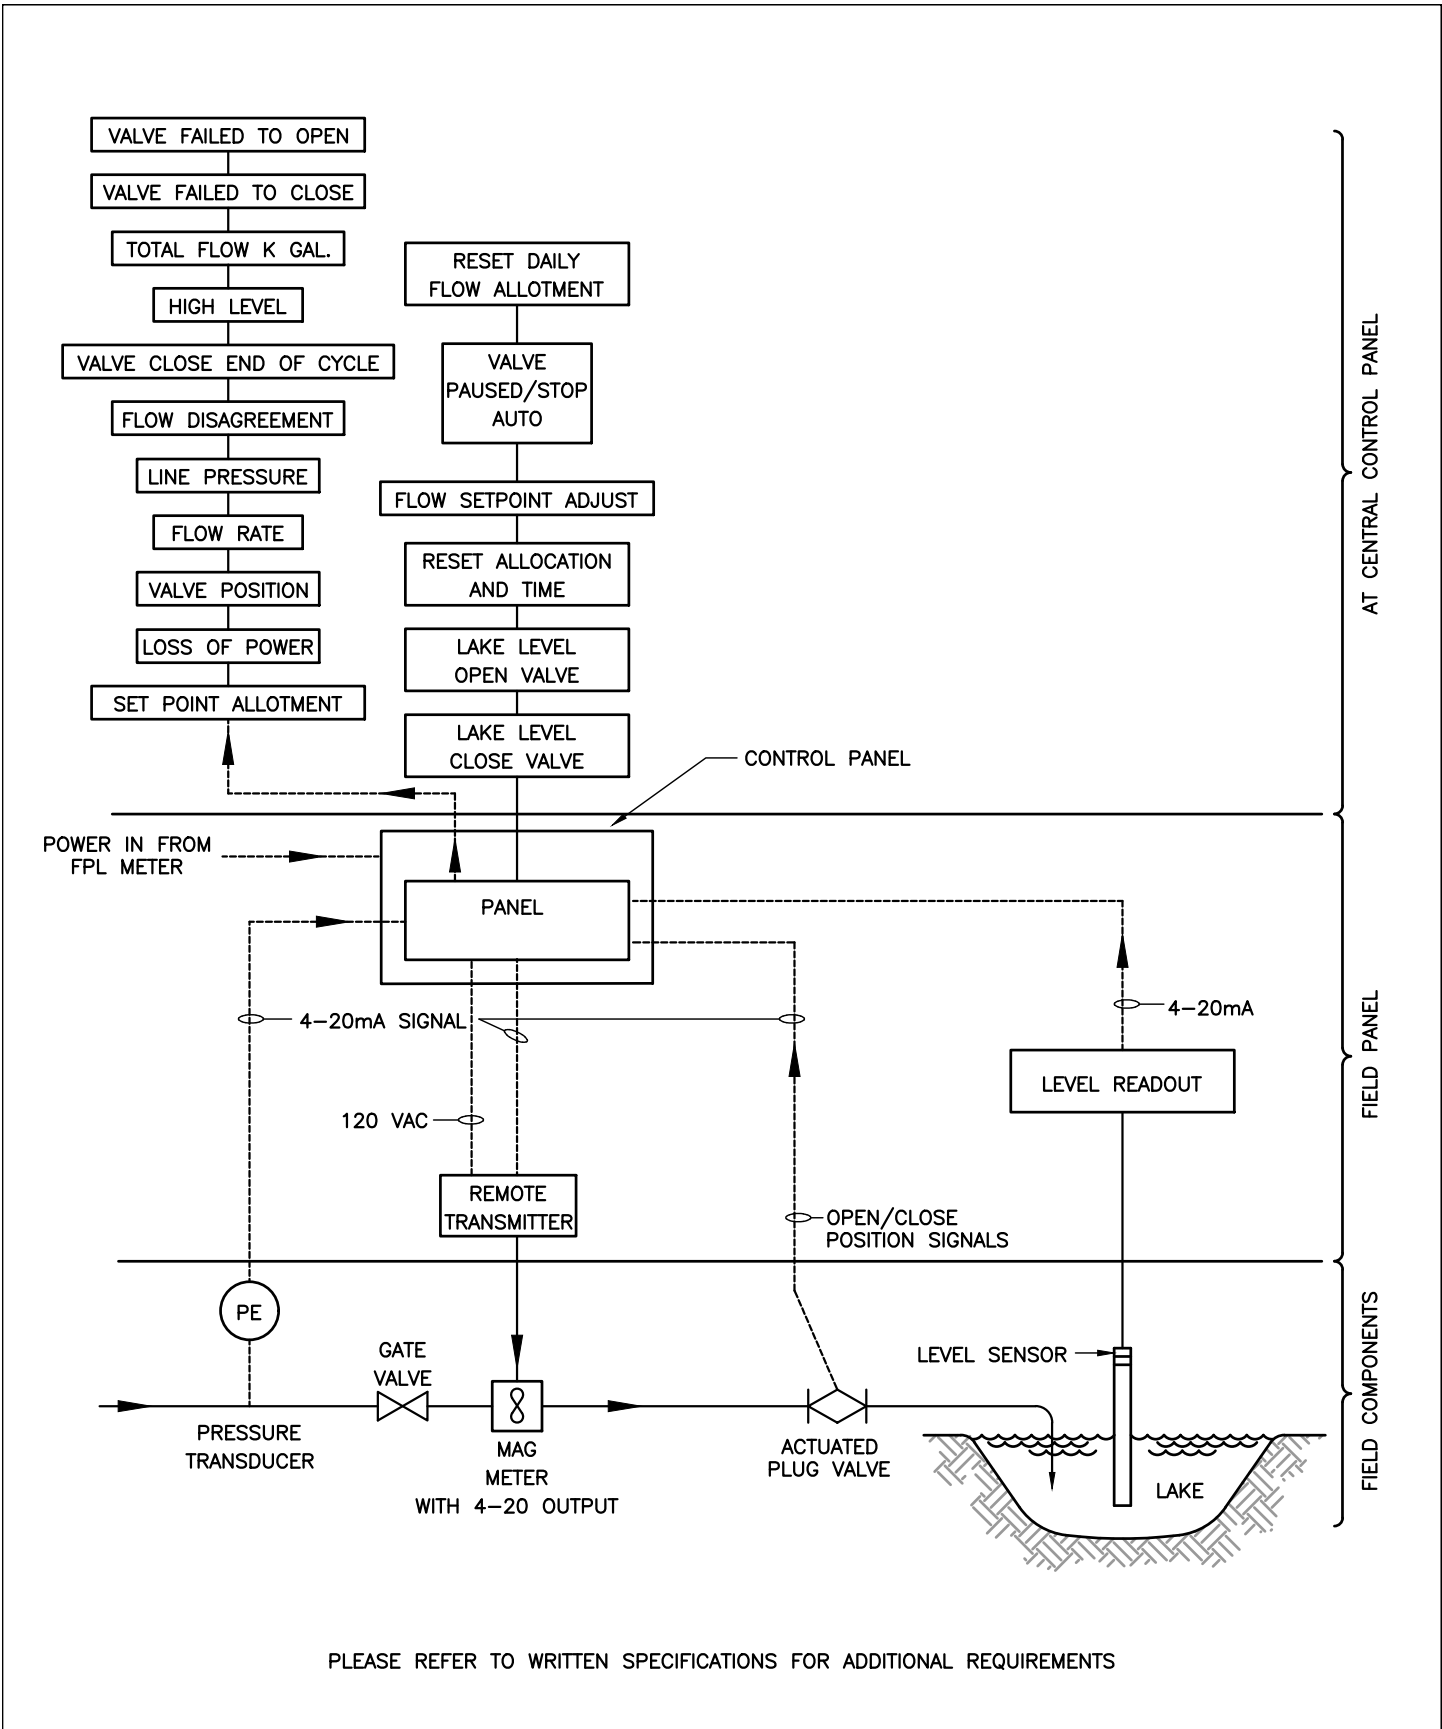 VALVE FAILED TO OPEN
VALVE FAILED TO CLOSE
TOTAL FLOW K GAL.
HIGH LEVEL
VALVE CLOSE END OF CYCLE
FLOW DISAGREEMENT
LINE PRESSURE
FLOW RATE
VALVE POSITION
LOSS OF POWER
SET POINT ALLOTMENT
RESET DAILY
FLOW ALLOTMENT
VALVE
PAUSED/STOP
AUTO
FLOW SETPOINT ADJUST
RESET ALLOCATION
AND TIME
LAKE LEVEL
OPEN VALVE
LAKE LEVEL
CLOSE VALVE
CONTROL PANEL
AT CENTRAL CONTROL PANEL
POWER IN FROM
FPL METER
PANEL
4-20mA SIGNAL
4-20mA
LEVEL READOUT
120 VAC
REMOTE
TRANSMITTER
OPEN/CLOSE
POSITION SIGNALS
FIELD PANEL
PE
GATE
VALVE
LEVEL SENSOR
PRESSURE
TRANSDUCER
MAG
METER
WITH 4-20 OUTPUT
ACTUATED
PLUG VALVE
LAKE
FIELD COMPONENTS
PLEASE REFER TO WRITTEN SPECIFICATIONS FOR ADDITIONAL REQUIREMENTS